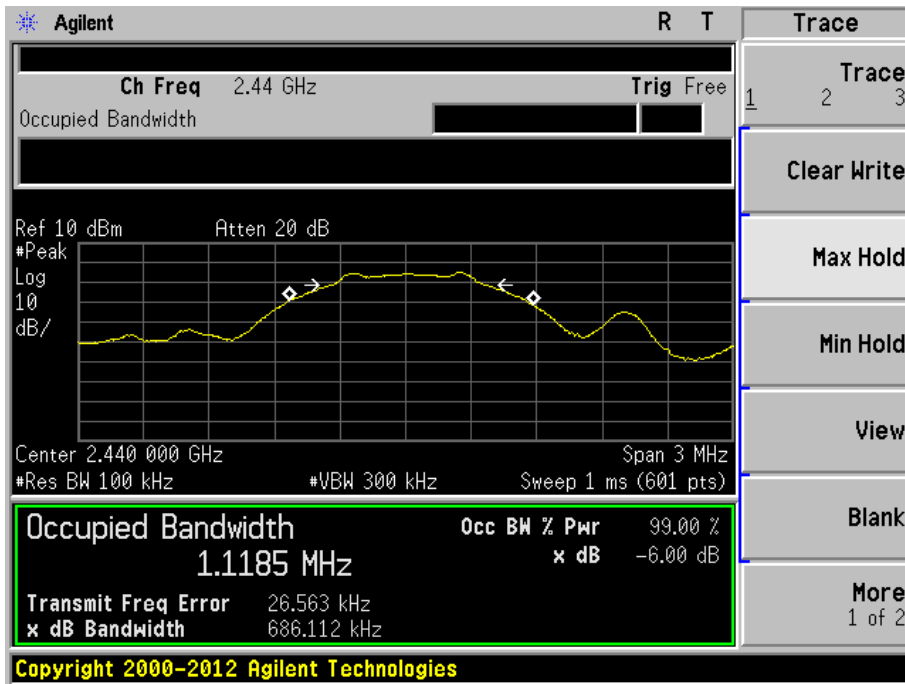 Agilent R T Trace
Ch Freq 2.44 GHz Trig Free
Occupied Bandwidth
Trace
1 2 3
Clear Write
Max Hold
Min Hold
View
Blank
More
1 of 2
Ref 10 dBm Atten 20 dB
#Peak
Log
10
dB/
Center 2.440 000 GHz Span 3 MHz
#Res BW 100 kHz #VBW 300 kHz Sweep 1 ms (601 pts)
Occupied Bandwidth Occ BW % Pwr 99.00 %
1.1185 MHz x dB -6.00 dB
Transmit Freq Error 26.563 kHz
x dB Bandwidth 686.112 kHz
Copyright 2000-2012 Agilent Technologies